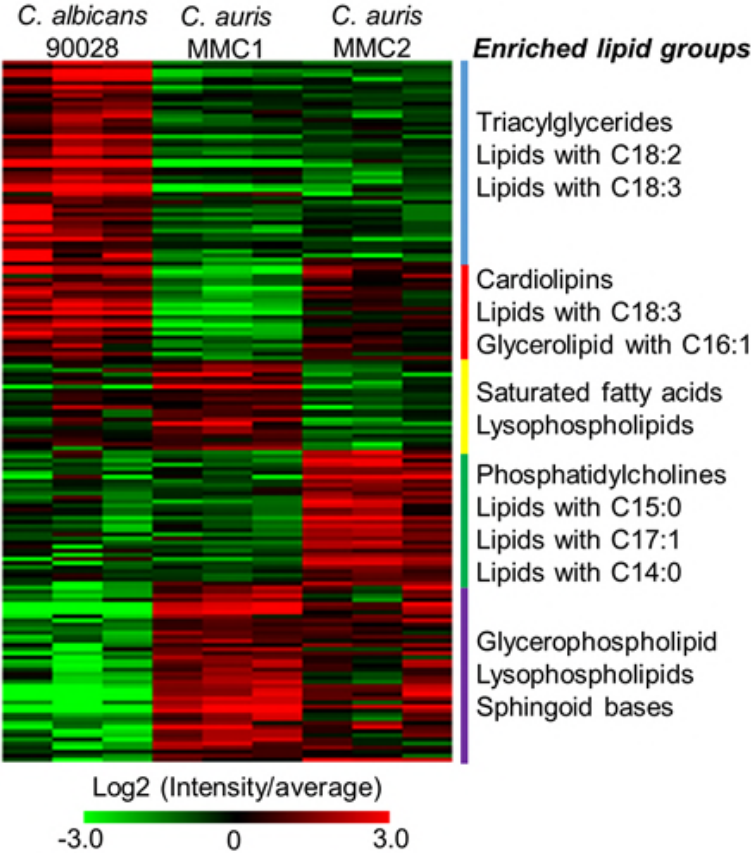 C. albicans 90028
C. auris MMC1
C. auris MMC2
Enriched lipid groups
Triacylglycerides
Lipids with C18:2
Lipids with C18:3
Cardiolipins
Lipids with C18:3
Glycerolipid with C16:1
Saturated fatty acids
Lysophospholipids
Phosphatidylcholines
Lipids with C15:0
Lipids with C17:1
Lipids with C14:0
Glycerophospholipid
Lysophospholipids
Sphingoid bases
Log2 (Intensity/average)
-3.0 0 3.0